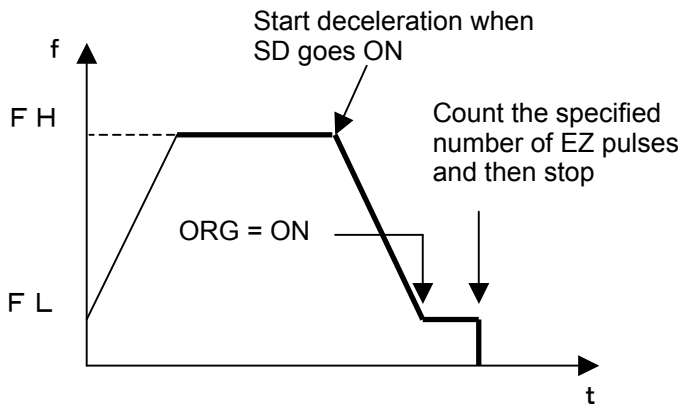 Start deceleration when
SD goes ON
f
F H
Count the specified
number of EZ pulses
and then stop
ORG = ON
F L
t